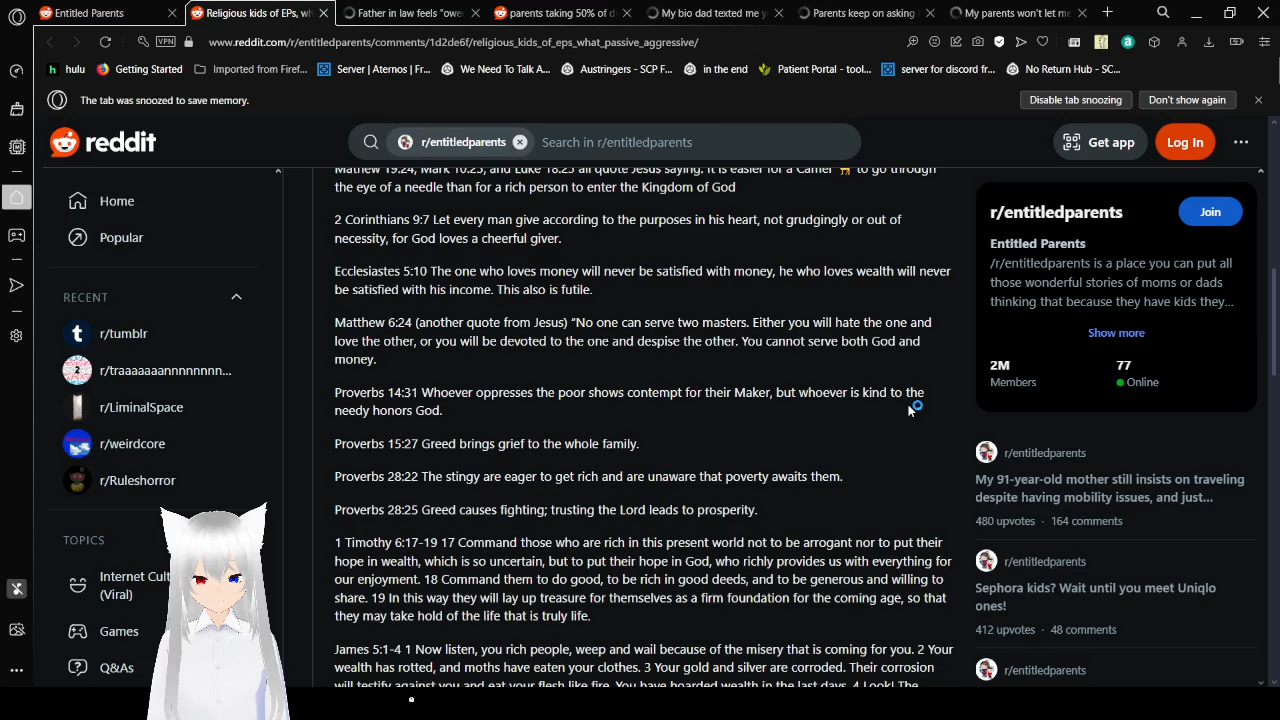 Entitled Parents
Religious kids of EPs, wh
Father in law feels "owe
parents taking 50% of d
My bio dad texted me y
Parents keep on asking
My parents won't let me
VPN
www.reddit.com/r/entitledparents/comments/1d2de6f/religious_kids_of_eps_what_passive_aggressive/
hulu
Getting Started
Imported from Firef...
Server | Aternos | Fr...
We Need To Talk A...
Austringers - SCP F...
in the end
Patient Portal - tool...
server for discord fr...
No Return Hub - SC...
The tab was snoozed to save memory.
Disable tab snoozing
Don't show again
reddit
r/entitledparents
Search in r/entitledparents
Get app
Log In
Home
Popular
RECENT
r/tumblr
r/traaaaaaannnnnnnn...
r/LiminalSpace
r/weirdcore
r/Ruleshorror
TOPICS
Internet Cult
(Viral)
Games
Q&As
Mathew 19:24, Mark 10:25, and Luke 18:25 all quote Jesus saying: It is easier for a Camel 🐪 to go through
the eye of a needle than for a rich person to enter the Kingdom of God
2 Corinthians 9:7 Let every man give according to the purposes in his heart, not grudgingly or out of
necessity, for God loves a cheerful giver.
Ecclesiastes 5:10 The one who loves money will never be satisfied with money, he who loves wealth will never
be satisfied with his income. This also is futile.
Matthew 6:24 (another quote from Jesus) “No one can serve two masters. Either you will hate the one and
love the other, or you will be devoted to the one and despise the other. You cannot serve both God and
money.
Proverbs 14:31 Whoever oppresses the poor shows contempt for their Maker, but whoever is kind to the
needy honors God.
Proverbs 15:27 Greed brings grief to the whole family.
Proverbs 28:22 The stingy are eager to get rich and are unaware that poverty awaits them.
Proverbs 28:25 Greed causes fighting; trusting the Lord leads to prosperity.
1 Timothy 6:17-19 17 Command those who are rich in this present world not to be arrogant nor to put their
hope in wealth, which is so uncertain, but to put their hope in God, who richly provides us with everything for
our enjoyment. 18 Command them to do good, to be rich in good deeds, and to be generous and willing to
share. 19 In this way they will lay up treasure for themselves as a firm foundation for the coming age, so that
they may take hold of the life that is truly life.
James 5:1-4 1 Now listen, you rich people, weep and wail because of the misery that is coming for you. 2 Your
wealth has rotted, and moths have eaten your clothes. 3 Your gold and silver are corroded. Their corrosion
will testify against you and eat your flesh like fire. You have hoarded wealth in the last days. 4 Look! The
r/entitledparents
Join
Entitled Parents
/r/entitledparents is a place you can put all
those wonderful stories of moms or dads
thinking that because they have kids they...
Show more
2M
77
Members
Online
r/entitledparents
My 91-year-old mother still insists on traveling
despite having mobility issues, and just...
480 upvotes · 164 comments
r/entitledparents
Sephora kids? Wait until you meet Uniqlo
ones!
412 upvotes · 48 comments
r/entitledparents